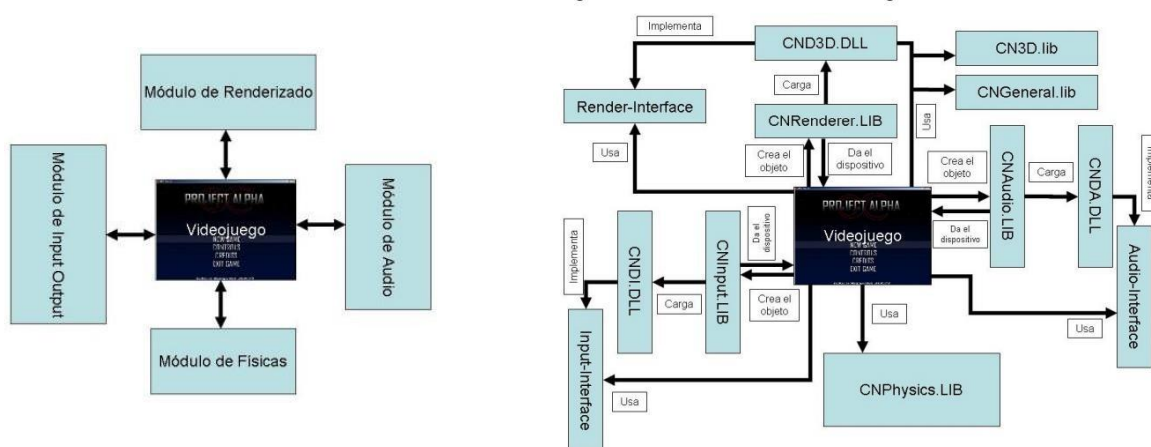 Módulo de Renderizado
Módulo de Input Output
PROJECT ALPHA
Videojuego
NEW GAME
CONTROLS
CREDITS
EXIT GAME
Módulo de Audio
Módulo de Físicas
Implementa
CND3D.DLL
CN3D.lib
CNGeneral.lib
Carga
Usa
Render-Interface
CNRenderer.LIB
Usa
Crea el
objeto
Da el
dispositivo
Crea el
objeto
CNAudio.LIB
Carga
CNDA.DLL
Implementa
Da el
dispositivo
PROJECT ALPHA
Videojuego
NEW GAME
CONTROLS
CREDITS
EXIT GAME
Da el
dispositivo
Implementa
CNDI.DLL
Carga
CNInput.LIB
Crea el
objeto
Usa
Usa
Audio-Interface
Input-Interface
Usa
CNPhysics.LIB